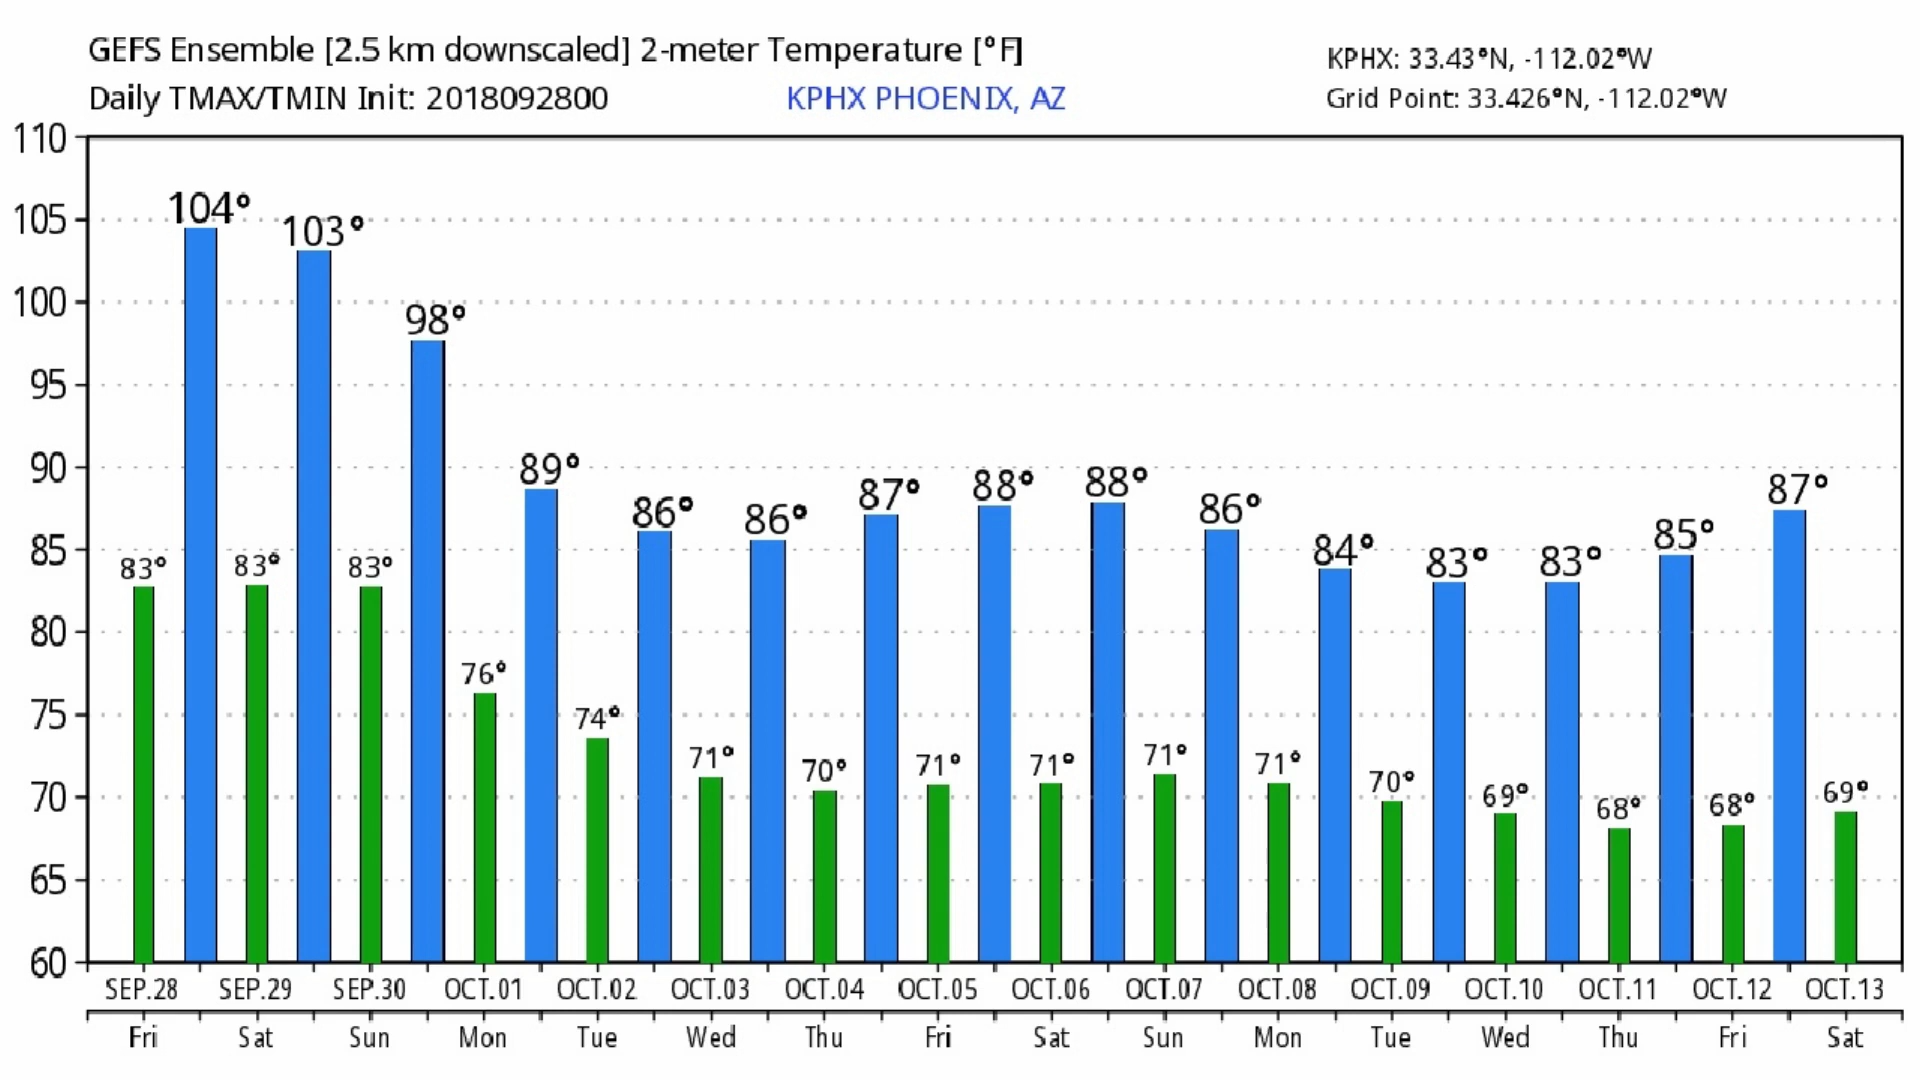 GEFS Ensemble [2.5 km downscaled] 2-meter Temperature [°F]
KPHX: 33.43°N, -112.02°W
Daily TMAX/TMIN Init: 2018092800 KPHX PHOENIX, AZ
Grid Point: 33.426°N, -112.02°W
110
105
100
95
90
85
80
75
70
65
60
104° 103° 98° 89° 86° 86° 87° 88° 88° 86° 84° 83° 83° 85° 87°
83° 83° 83° 76° 74° 71° 70° 71° 71° 71° 71° 70° 69° 68° 68° 69°
SEP.28 SEP.29 SEP.30 OCT.01 OCT.02 OCT.03 OCT.04 OCT.05 OCT.06 OCT.07 OCT.08 OCT.09 OCT.10 OCT.11 OCT.12 OCT.13
Fri Sat Sun Mon Tue Wed Thu Fri Sat Sun Mon Tue Wed Thu Fri Sat